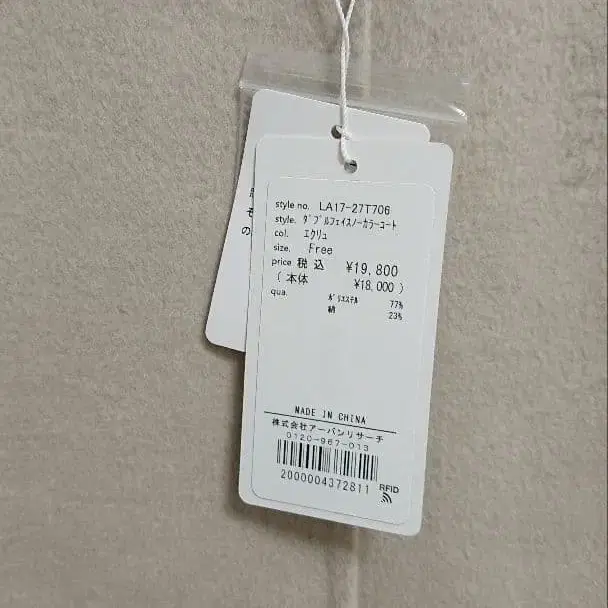 style no. LA17-27T706
style. ﾀﾞﾌﾞﾙﾌｪｲｽﾉｰｶﾗｰｺｰﾄ
col. ｴｸﾘｭ
size. Free
price 税 込 ¥19,800
( 本体 ¥18,000 )
qua. ﾎﾟﾘｴｽﾃﾙ 77%
綿 23%
MADE IN CHINA
株式会社アーバンリサーチ
0120-967-013
2000004372811
RFID
の